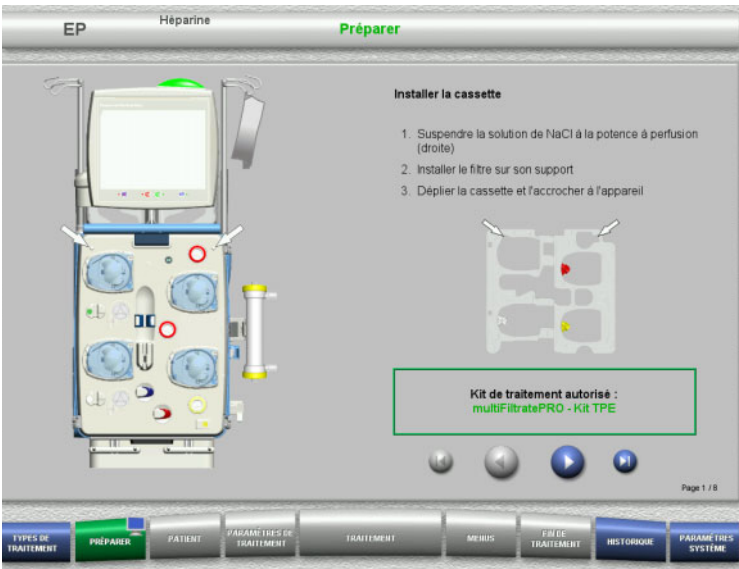 EP
Héparine
Préparer
Installer la cassette
1. Suspendre la solution de NaCl à la potence à perfusion
(droite)
2. Installer le filtre sur son support
3. Déplier la cassette et l'accrocher à l'appareil
Kit de traitement autorisé :
multiFiltratePRO - Kit TPE
Page 1 / 8
TYPES DE
TRAITEMENT
PRÉPARER
PATIENT
PARAMÈTRES DE
TRAITEMENT
TRAITEMENT
MENUS
FIN DE
TRAITEMENT
HISTORIQUE
PARAMÈTRES
SYSTÈME